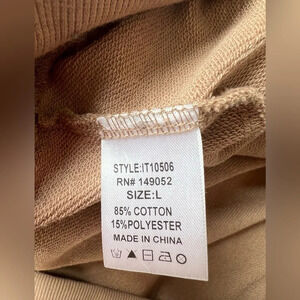 STYLE:IT10506
RN# 149052
SIZE:L
85% COTTON
15%POLYESTER
MADE IN CHINA